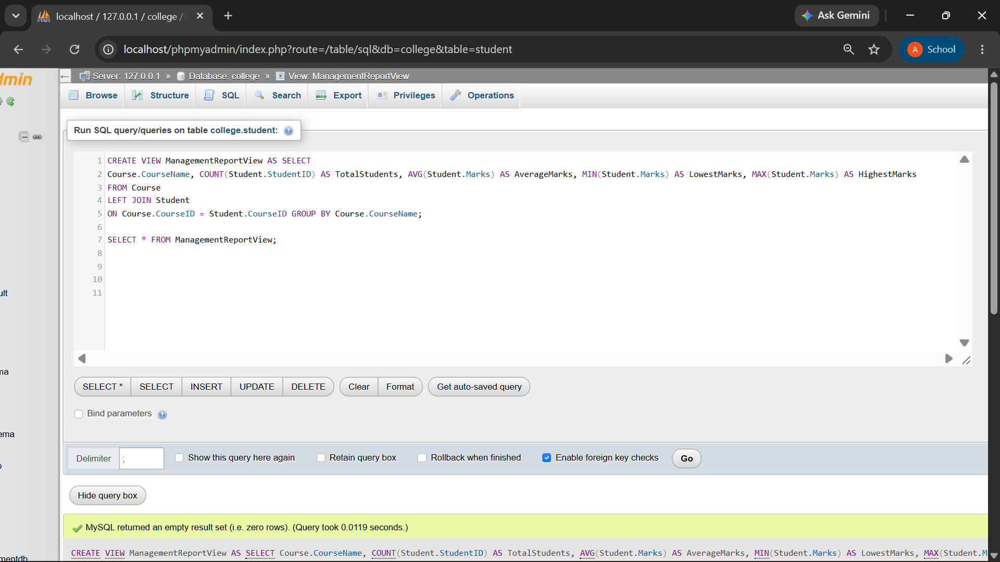 localhost / 127.0.0.1 / college /
Ask Gemini
localhost/phpmyadmin/index.php?route=/table/sql&db=college&table=student
A School
Server: 127.0.0.1 » Database: college » View: ManagementReportView
Browse Structure SQL Search Export Privileges Operations
Run SQL query/queries on table college.student:
1 CREATE VIEW ManagementReportView AS SELECT
2 Course.CourseName, COUNT(Student.StudentID) AS TotalStudents, AVG(Student.Marks) AS AverageMarks, MIN(Student.Marks) AS LowestMarks, MAX(Student.Marks) AS HighestMarks
3 FROM Course
4 LEFT JOIN Student
5 ON Course.CourseID = Student.CourseID GROUP BY Course.CourseName;
6
7 SELECT * FROM ManagementReportView;
8
9
10
11
SELECT * SELECT INSERT UPDATE DELETE Clear Format Get auto-saved query
Bind parameters
Delimiter ; Show this query here again Retain query box Rollback when finished Enable foreign key checks Go
Hide query box
MySQL returned an empty result set (i.e. zero rows). (Query took 0.0119 seconds.)
CREATE VIEW ManagementReportView AS SELECT Course.CourseName, COUNT(Student.StudentID) AS TotalStudents, AVG(Student.Marks) AS AverageMarks, MIN(Student.Marks) AS LowestMarks, MAX(Student.M